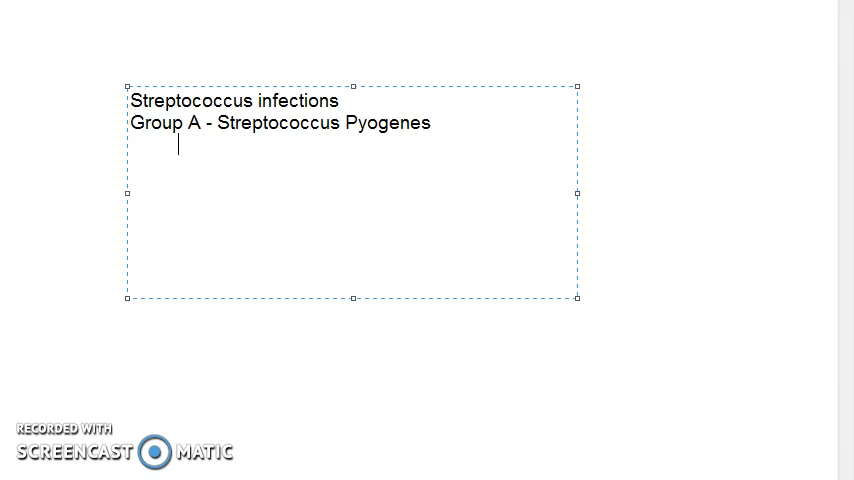 Streptococcus infections
Group A - Streptococcus Pyogenes
RECORDED WITH
SCREENCAST MATIC